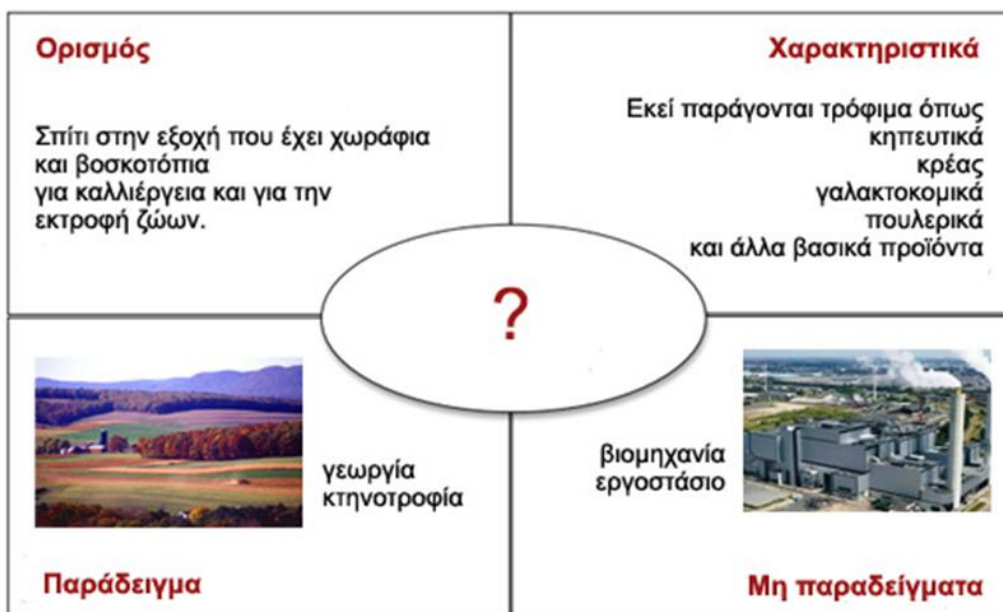 Ορισμός
Σπίτι στην εξοχή που έχει χωράφια
και βοσκοτόπια
για καλλιέργεια και για την
εκτροφή ζώων.
Χαρακτηριστικά
Εκεί παράγονται τρόφιμα όπως
κηπευτικά
κρέας
γαλακτοκομικά
πουλερικά
και άλλα βασικά προϊόντα
?
γεωργία
κτηνοτροφία
Παράδειγμα
βιομηχανία
εργοστάσιο
Μη παραδείγματα